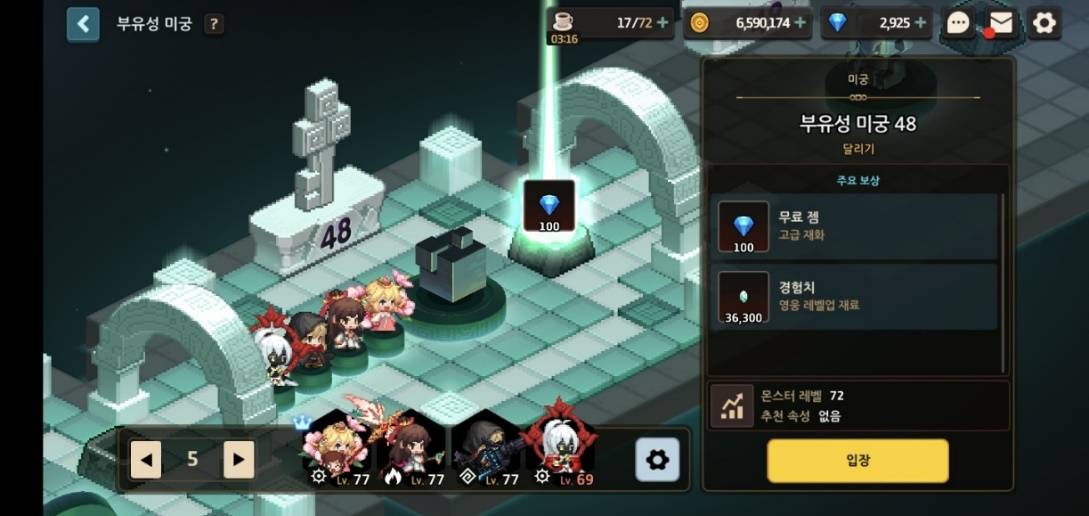 부유성 미궁 ?
03:16
17/72 +
6,590,174 +
2,925 +
48
100
미궁
부유성 미궁 48
달리기
주요 보상
무료 젬
고급 재화
100
경험치
영웅 레벨업 재료
36,300
몬스터 레벨 72
추천 속성 없음
입장
5
Lv. 77
Lv. 77
Lv. 77
Lv. 69